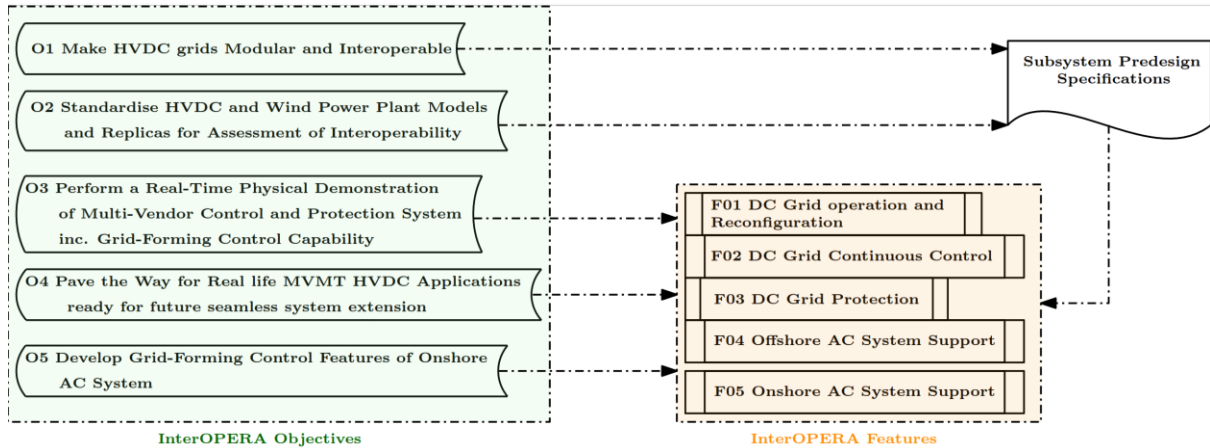 O1 Make HVDC grids Modular and Interoperable
O2 Standardise HVDC and Wind Power Plant Models
and Replicas for Assessment of Interoperability
O3 Perform a Real-Time Physical Demonstration
of Multi-Vendor Control and Protection System
inc. Grid-Forming Control Capability
O4 Pave the Way for Real life MVMT HVDC Applications
ready for future seamless system extension
O5 Develop Grid-Forming Control Features of Onshore
AC System
InterOPERA Objectives
Subsystem Predesign
Specifications
F01 DC Grid operation and
Reconfiguration
F02 DC Grid Continuous Control
F03 DC Grid Protection
F04 Offshore AC System Support
F05 Onshore AC System Support
InterOPERA Features